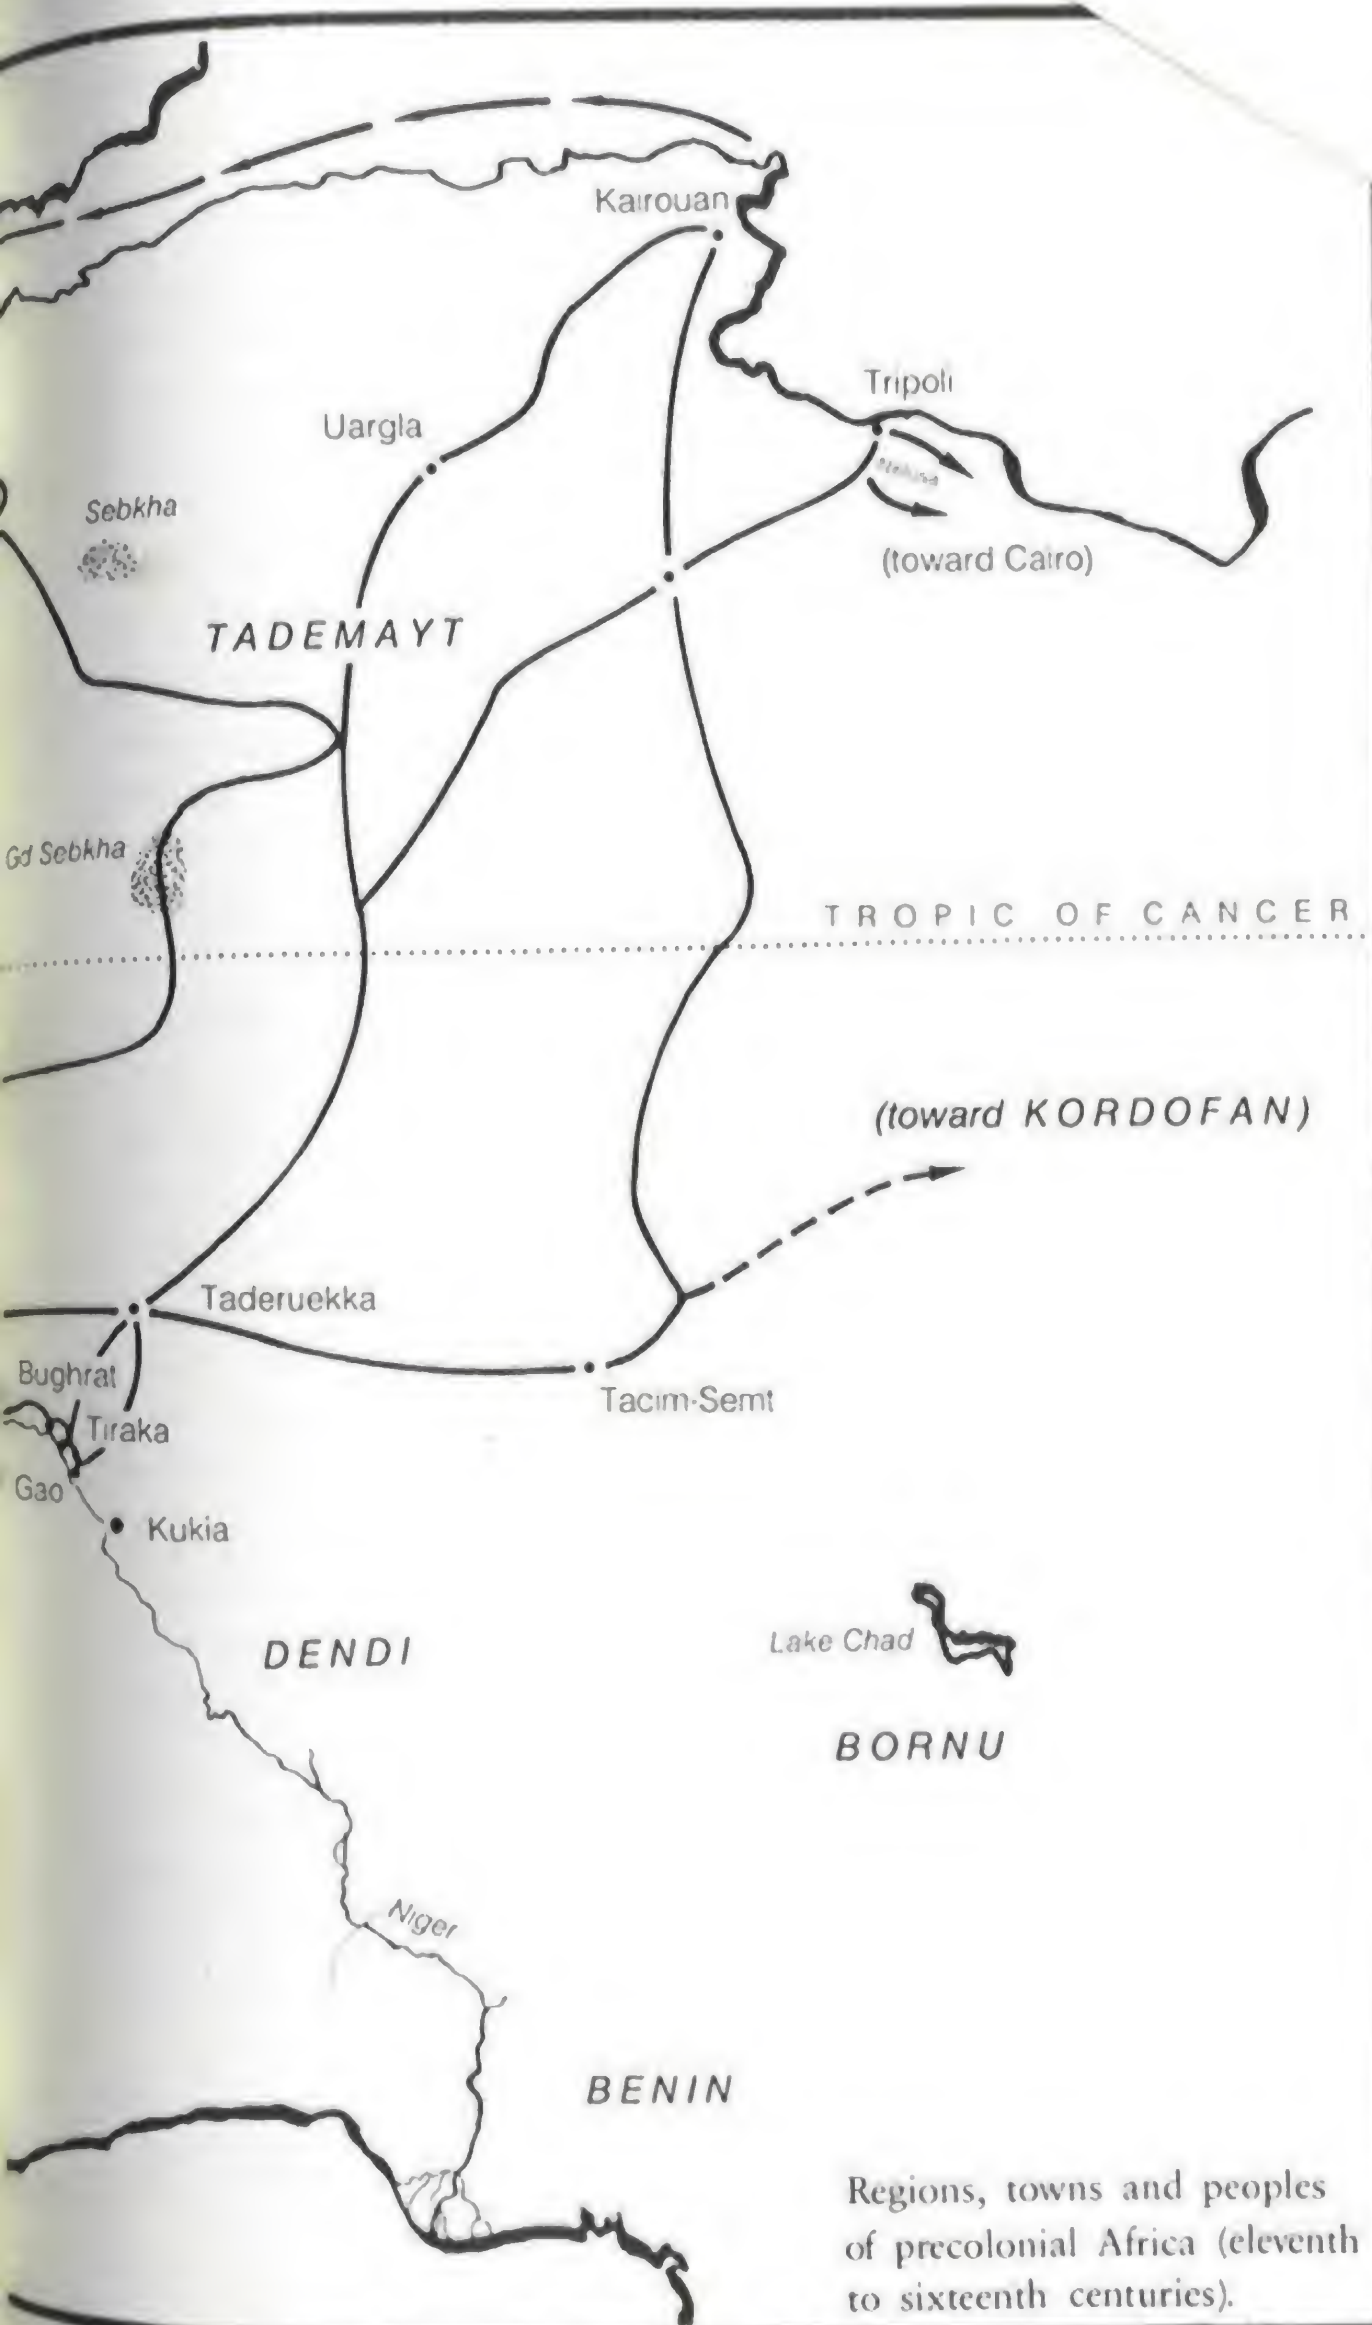 Kairouan
Tripoli
Uargla
Sebkha
(toward Cairo)
TADEMAYT
Gd Sebkha
TROPIC OF CANCER
(toward KORDOFAN)
Taderuekka
Bughrat
Tacim-Semt
Tiraka
Gao
Kukia
DENDI
Lake Chad
BORNU
Niger
BENIN
Regions, towns and peoples
of precolonial Africa (eleventh
to sixteenth centuries).